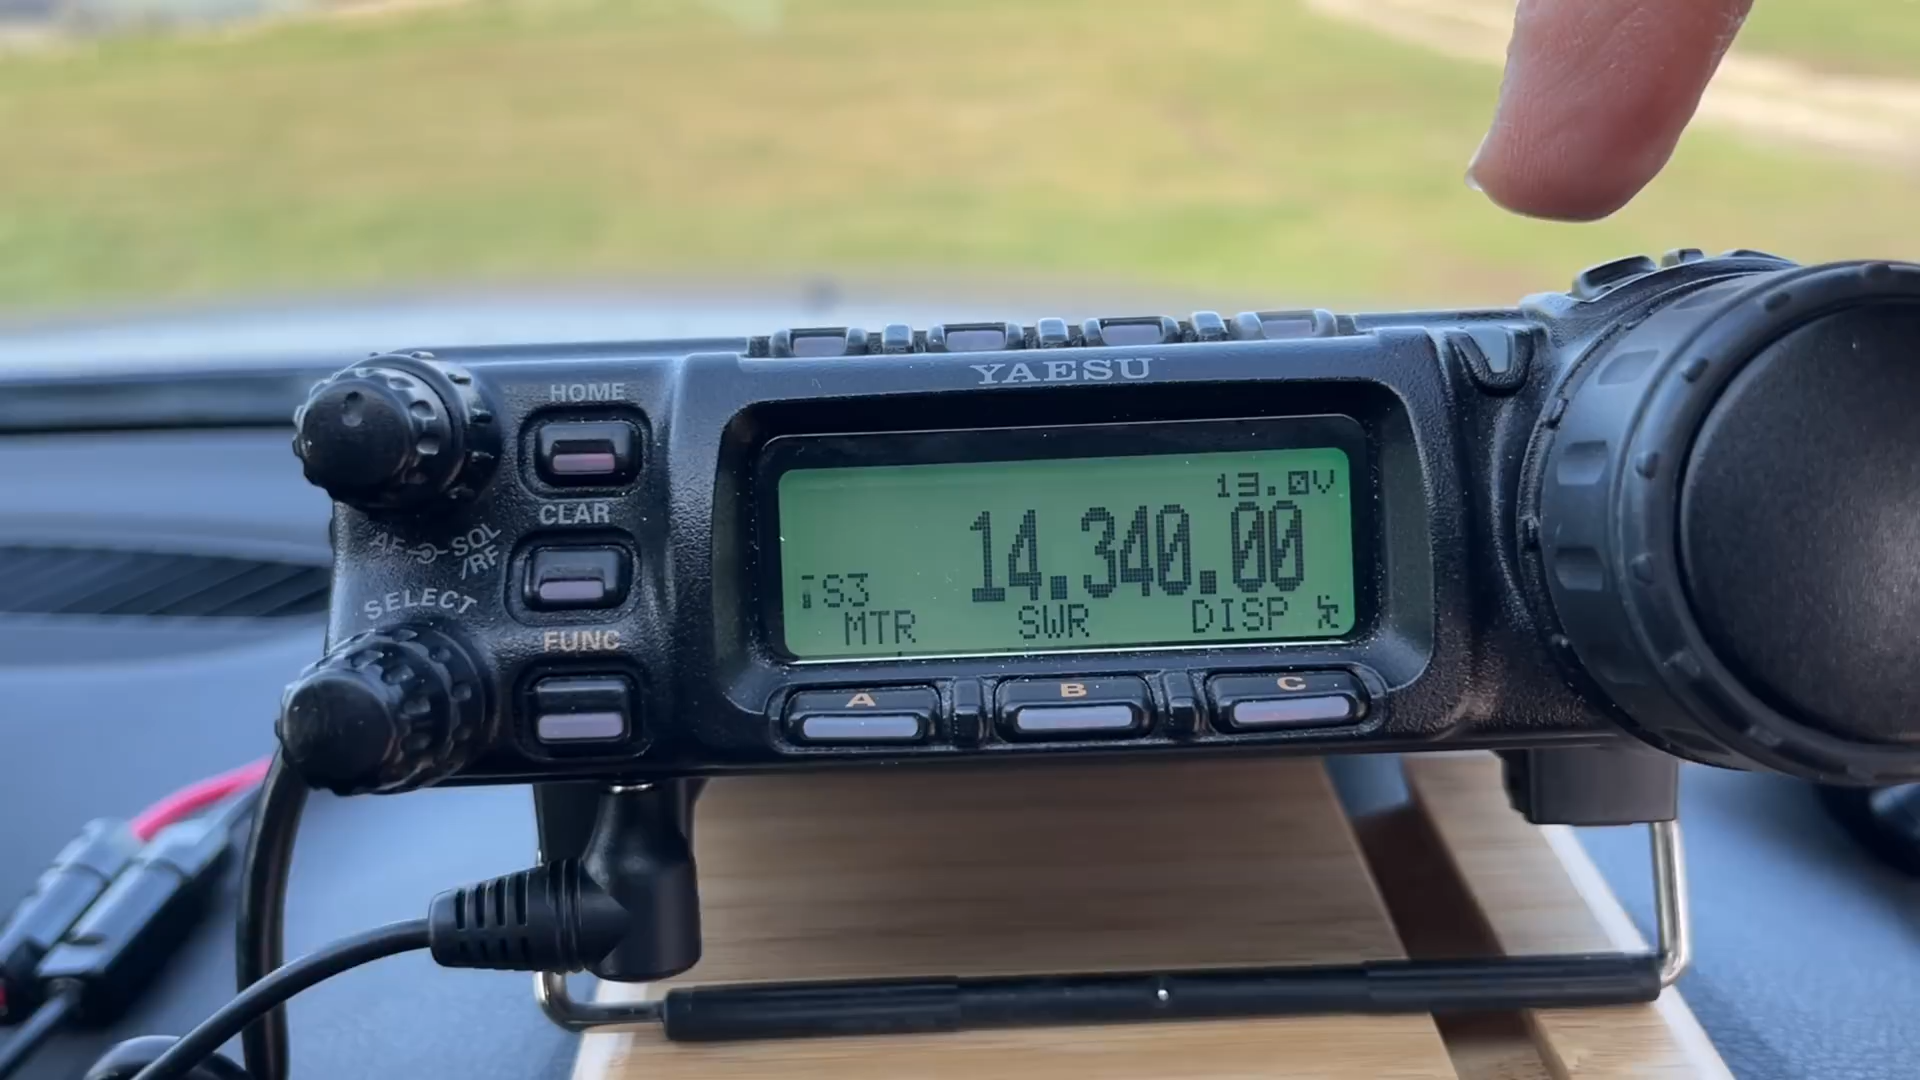 YAESU
HOME
CLAR
AF SQL
/RF
SELECT
FUNC
13.0V
14.340.00
S3
MTR SWR DISP
A B C